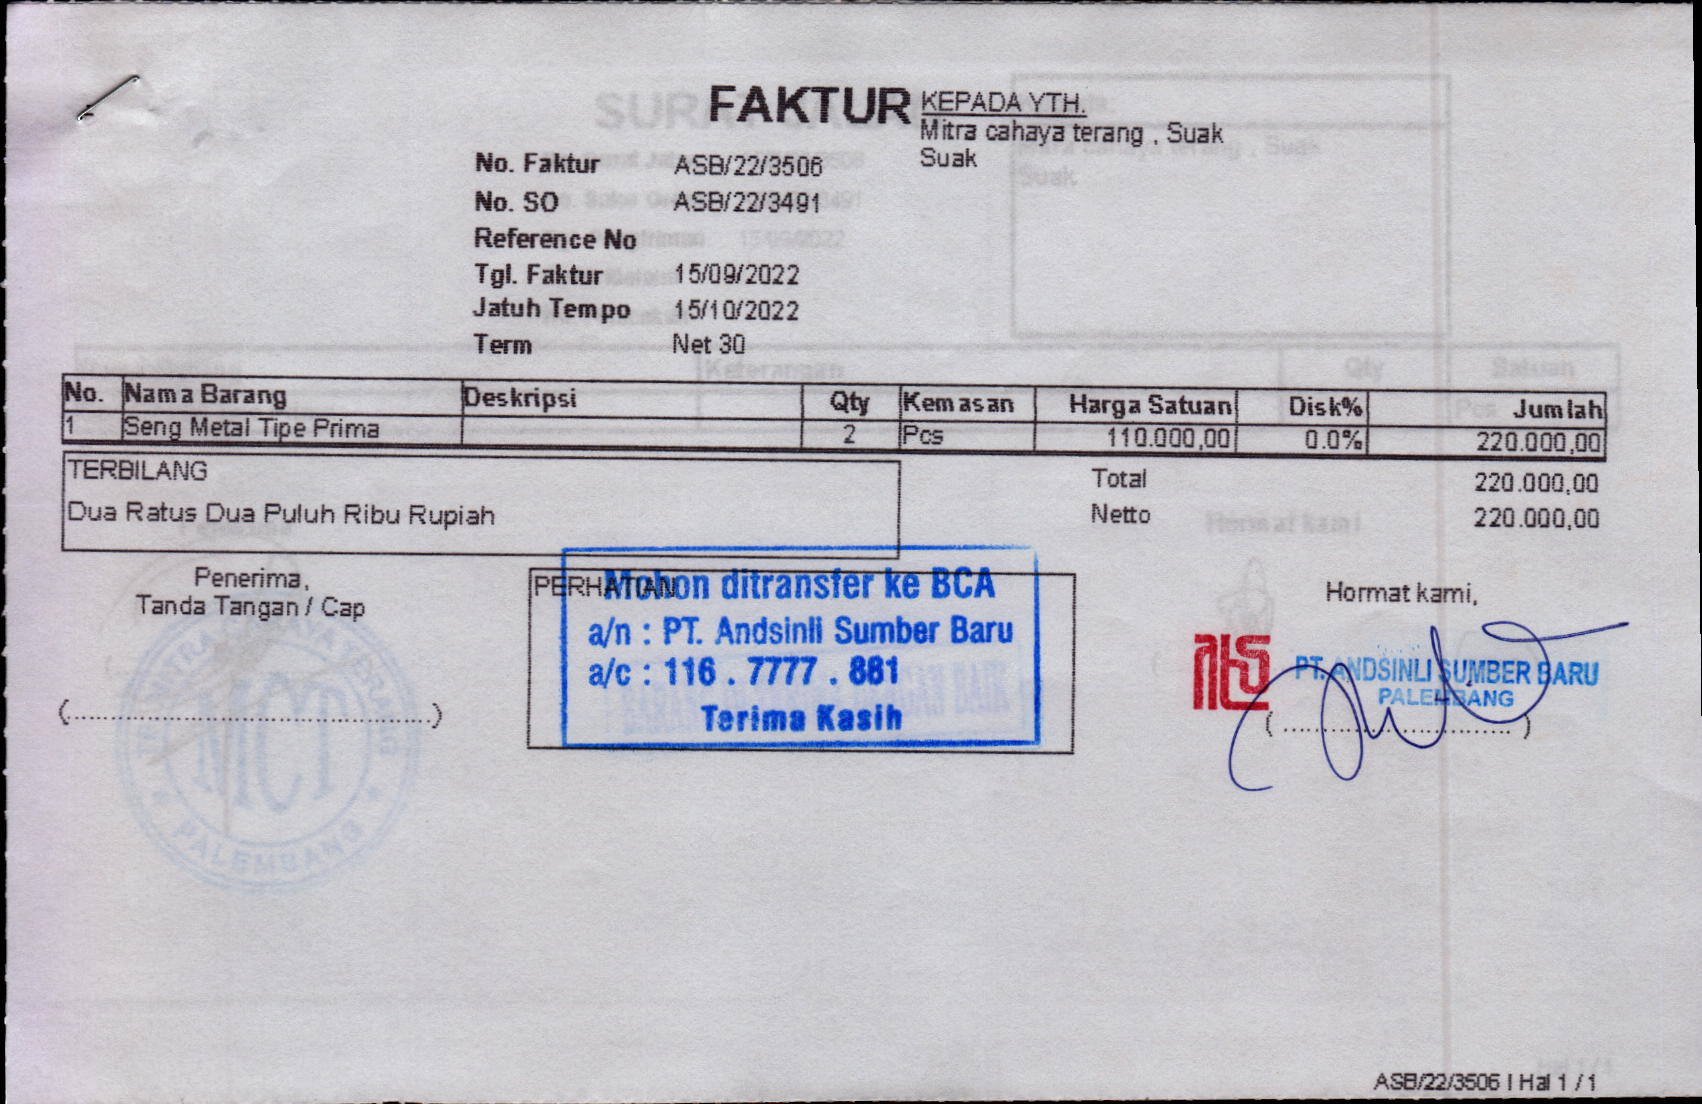 FAKTUR
KEPADA YTH.
Mitra cahaya terang , Suak
Suak
No. Faktur ASB/22/3506
No. SO ASB/22/3491
Reference No
Tgl. Faktur 15/09/2022
Jatuh Tempo 15/10/2022
Term Net 30
No. Nama Barang Deskripsi Qty Kemasan Harga Satuan Disk% Jumlah
1 Seng Metal Tipe Prima 2 Pcs 110.000,00 0.0% 220.000,00
TERBILANG
Dua Ratus Dua Puluh Ribu Rupiah
Total 220.000,00
Netto 220.000,00
Penerima,
Tanda Tangan / Cap
(........................................................)
PERHATIAN
Mohon ditransfer ke BCA
a/n : PT. Andsinli Sumber Baru
a/c : 116 . 7777 . 881
Terima Kasih
Hormat kami,
PT. ANDSINLI SUMBER BARU
PALEMBANG
(....................................)
MCT
PALEMBANG
ASB/22/3506 | Hal 1 / 1